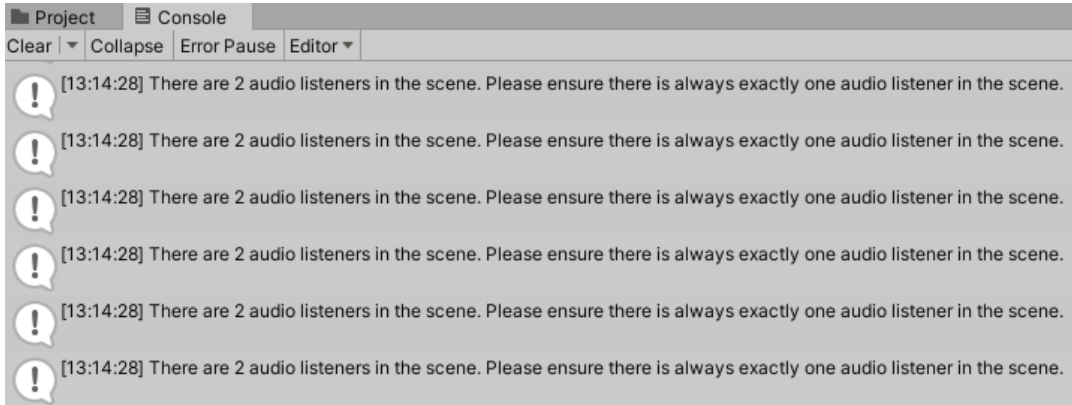 Project Console
Clear Collapse Error Pause Editor
[13:14:28] There are 2 audio listeners in the scene. Please ensure there is always exactly one audio listener in the scene.
[13:14:28] There are 2 audio listeners in the scene. Please ensure there is always exactly one audio listener in the scene.
[13:14:28] There are 2 audio listeners in the scene. Please ensure there is always exactly one audio listener in the scene.
[13:14:28] There are 2 audio listeners in the scene. Please ensure there is always exactly one audio listener in the scene.
[13:14:28] There are 2 audio listeners in the scene. Please ensure there is always exactly one audio listener in the scene.
[13:14:28] There are 2 audio listeners in the scene. Please ensure there is always exactly one audio listener in the scene.